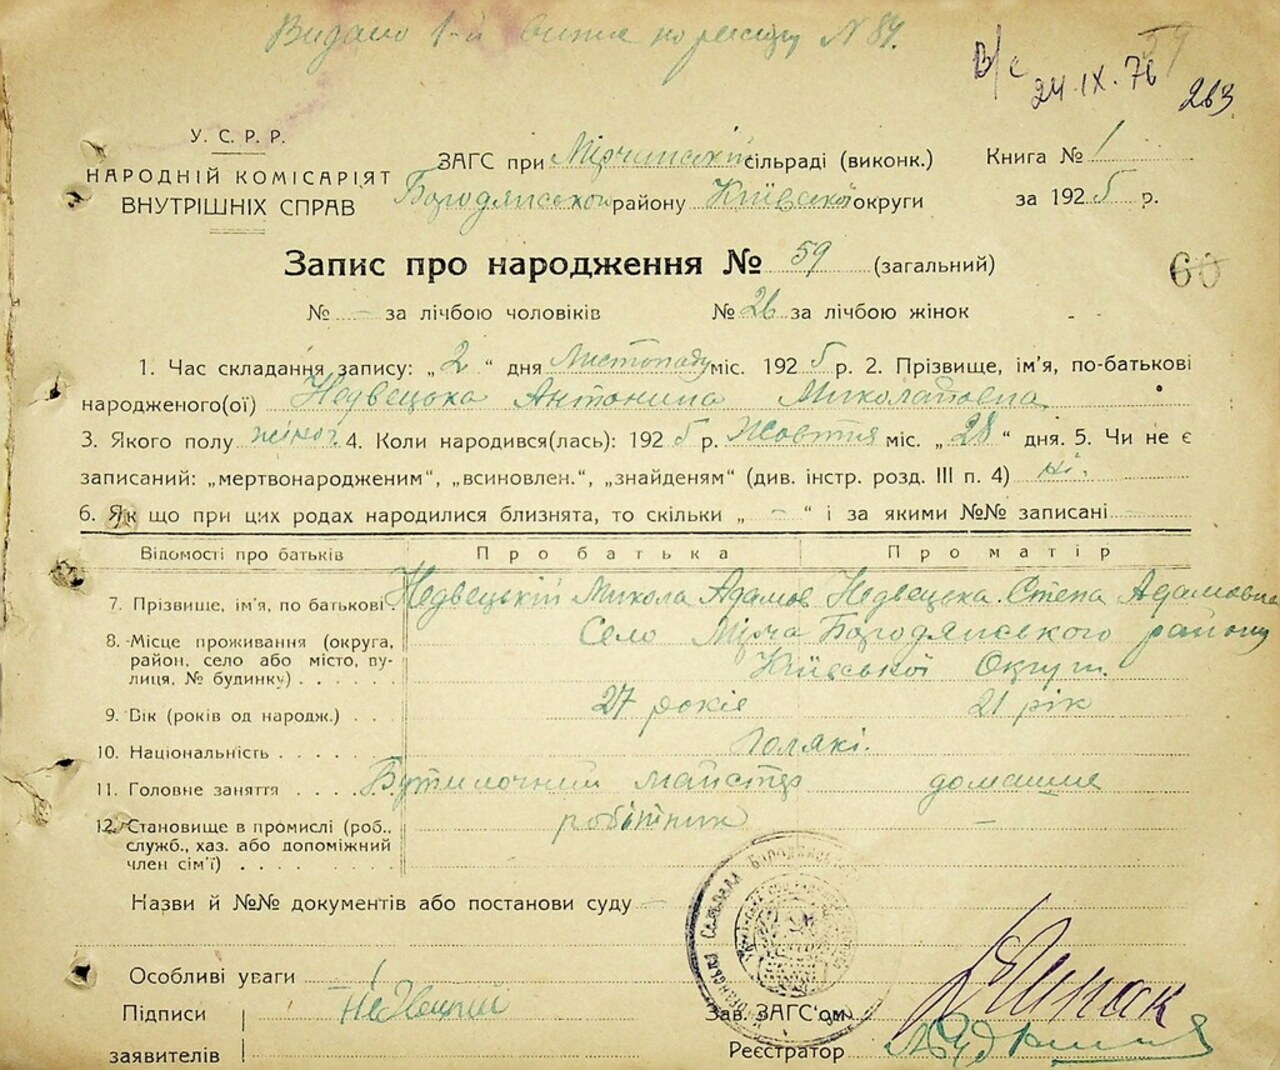 Видано 1-й витяг по реєстру N 84.
В/с 24.IX.76 263
59
У. С. Р. Р.
НАРОДНІЙ КОМІСАРІЯТ
ВНУТРІШНІХ СПРАВ
ЗАГС при Мірчанській сільраді (виконк.) Книга № 1
Бородянського району Київської округи за 1925 р.
Запис про народження № 59 (загальний)
60
№ - за лічбою чоловіків № 26 за лічбою жінок
1. Час складання запису: „ 2 “ дня Листопаду міс. 1925 р. 2. Прізвище, ім'я, по-батькові
народженого(ої) Недвецька Антонина Миколаївна
3. Якого полу жіноч. 4. Коли народився(лась): 1925 р. Жовтня міс. „ 28 “ дня. 5. Чи не є
записаний: „мертвонародженим“, „всиновлен.“, „знайденям“ (див. інстр. розд. III п. 4) ні.
6. Як що при цих родах народилися близнята, то скільки „ - “ і за якими №№ записані -
Відомості про батьків Про батька Про матір
7. Прізвище, ім'я, по батькові Недвецький Микола Адамов Недвецька Степа Адамовна
8. Місце проживання (округа, район, село або місто, вулиця, № будинку) Село Мірча Бородянського району
Київської Округи.
9. Вік (років од народж.) 27 років 21 рік
10. Національність Поляки.
11. Головне заняття Бутилочний майстер домашне
12. Становище в промислі (роб., робітник -
служб., хаз. або допоміжний
член сім'ї)
Назви й №№ документів або постанови суду -
Особливі уваги
Підписи Недвецкий Зав. ЗАГС'ом
заявителів Реєстратор